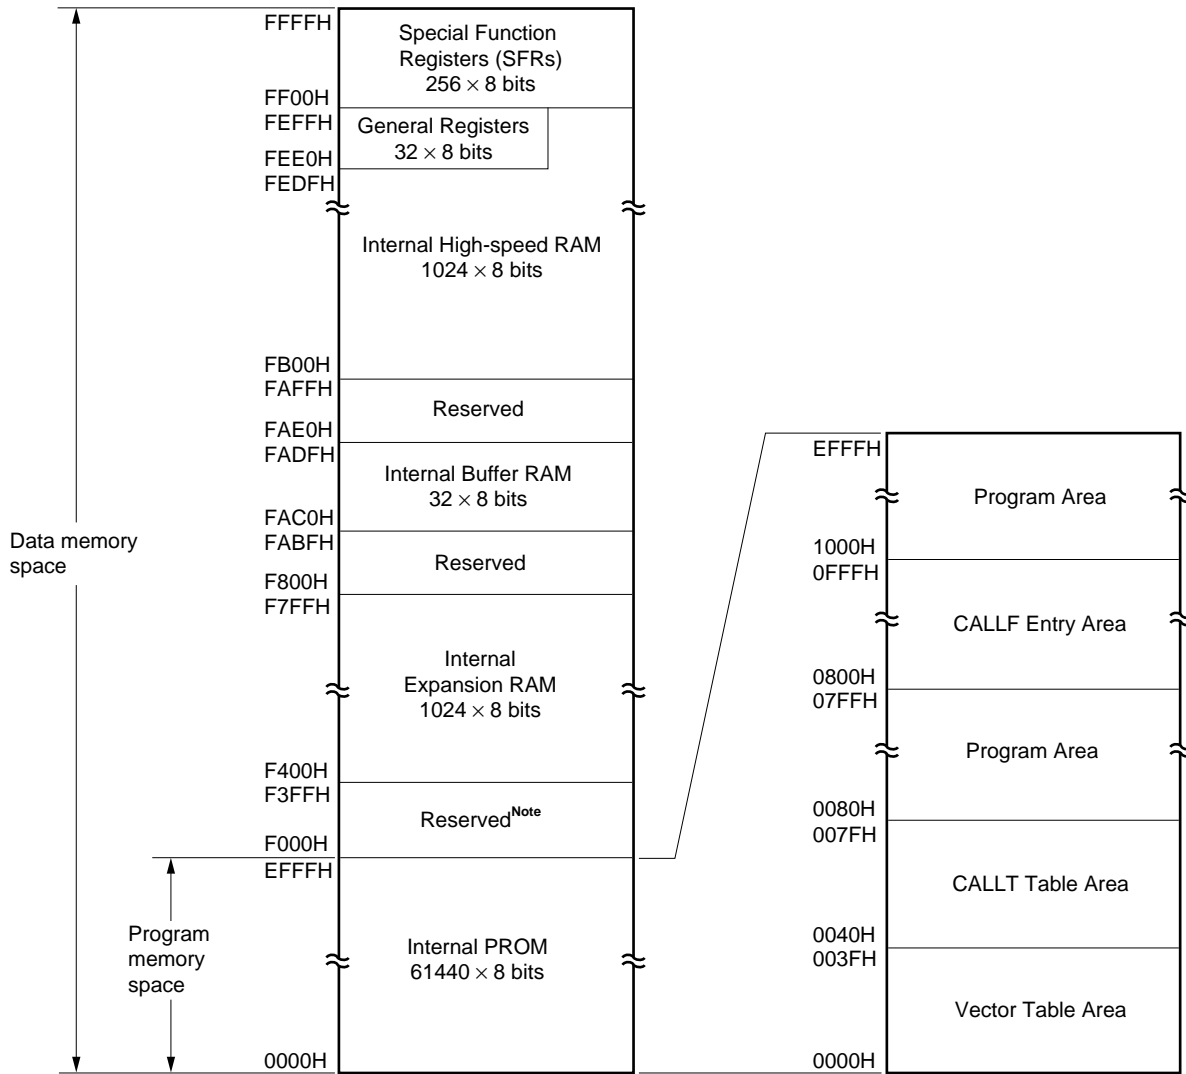 FFFFH
Special Function
Registers (SFRs)
256 × 8 bits
FF00H
FEFFH
General Registers
32 × 8 bits
FEE0H
FEDFH
Internal High-speed RAM
1024 × 8 bits
FB00H
FAFFH
Reserved
FAE0H
FADFH
Internal Buffer RAM
32 × 8 bits
FAC0H
FABFH
Reserved
F800H
F7FFH
Internal
Expansion RAM
1024 × 8 bits
F400H
F3FFH
Reserved Note
F000H
EFFFH
Internal PROM
61440 × 8 bits
0000H
Data memory
space
Program
memory
space
EFFFH
Program Area
1000H
0FFFH
CALLF Entry Area
0800H
07FFH
Program Area
0080H
007FH
CALLT Table Area
0040H
003FH
Vector Table Area
0000H